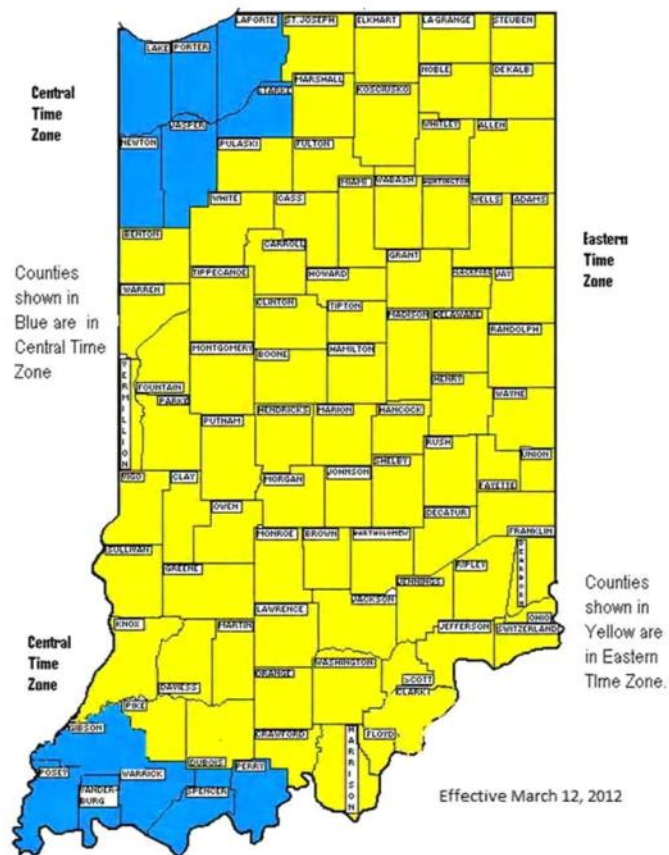 LAPORTE ST.JOSEPH ELKHART LAGRANGE STEUBEN
LAKE PORTER
NOBLE DEKALB
MARSHALL
STARKE KOSCIUSKO
Central
Time
Zone
JASPER WHITLEY ALLEN
NEWTON PULASKI FULTON
MIAMI WABASH HUNTINGTON
WHITE CASS WELLS ADAMS
BENTON
CARROLL
Eastern
Time
Zone
GRANT
TIPPECANOE HOWARD BLACKFORD JAY
Counties
shown in
Blue are in
Central Time
Zone
WARREN
CLINTON TIPTON
MADISON DELAWARE
RANDOLPH
MONTGOMERY BOONE HAMILTON
VERMILLION
FOUNTAIN HENRY
PARKE WAYNE
HENDRICKS MARION HANCOCK
PUTNAM
RUSH
UNION
SHELBY
VIGO CLAY MORGAN JOHNSON
FAYETTE
OWEN DECATUR
MONROE BROWN BARTHOLOMEW FRANKLIN
DEARBORN
SULLIVAN
RIPLEY
GREENE JENNINGS
Counties
shown in
Yellow are
in Eastern
TIme Zone.
LAWRENCE JACKSON
OHIO
KNOX MARTIN JEFFERSON SWITZERLAND
Central
Time
Zone
WASHINGTON
ORANGE SCOTT
DAVIESS CLARK
PIKE
GIBSON CRAWFORD HARRISON FLOYD
DUBOIS PERRY
POSEY WARRICK
VANDER-
BURG
SPENCER
Effective March 12, 2012